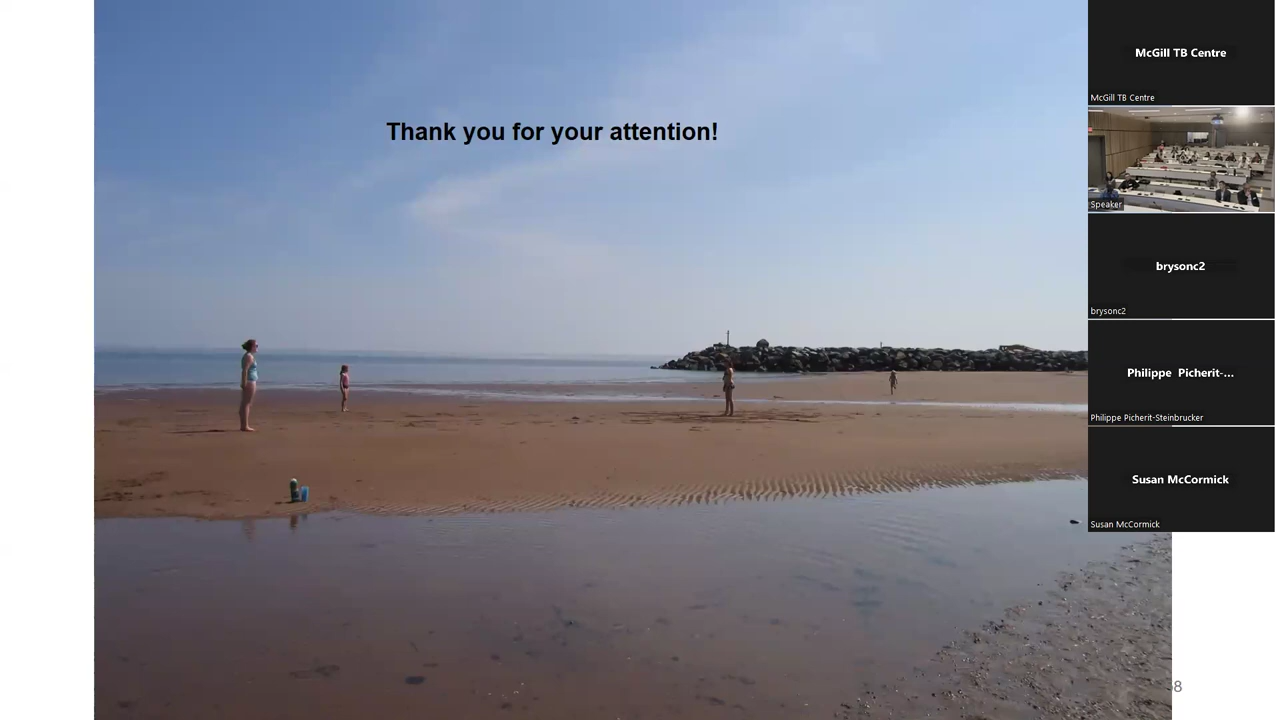 Thank you for your attention!
McGill TB Centre
McGill TB Centre
Speaker
brysonc2
brysonc2
Philippe Picherit-...
Philippe Picherit-Steinbrucker
Susan McCormick
Susan McCormick
8